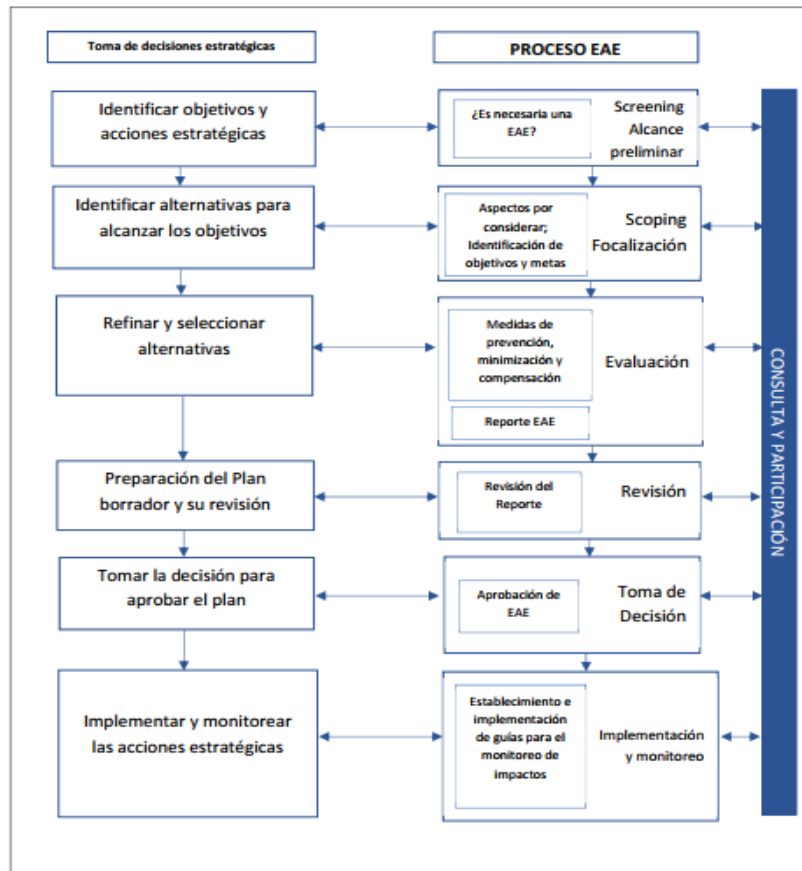 Toma de decisiones estratégicas
PROCESO EAE
Identificar objetivos y
acciones estratégicas
¿Es necesaria una
EAE?
Screening
Alcance
preliminar
Identificar alternativas para
alcanzar los objetivos
Aspectos por
considerar;
Identificación de
objetivos y metas
Scoping
Focalización
Refinar y seleccionar
alternativas
Medidas de
prevención,
minimización y
compensación
Evaluación
Reporte EAE
Preparación del Plan
borrador y su revisión
Revisión del
Reporte
Revisión
Tomar la decisión para
aprobar el plan
Aprobación de
EAE
Toma de
Decisión
Implementar y monitorear
las acciones estratégicas
Establecimiento e
implementación
de guías para el
monitoreo de
impactos
Implementación
y monitoreo
CONSULTA Y PARTICIPACIÓN